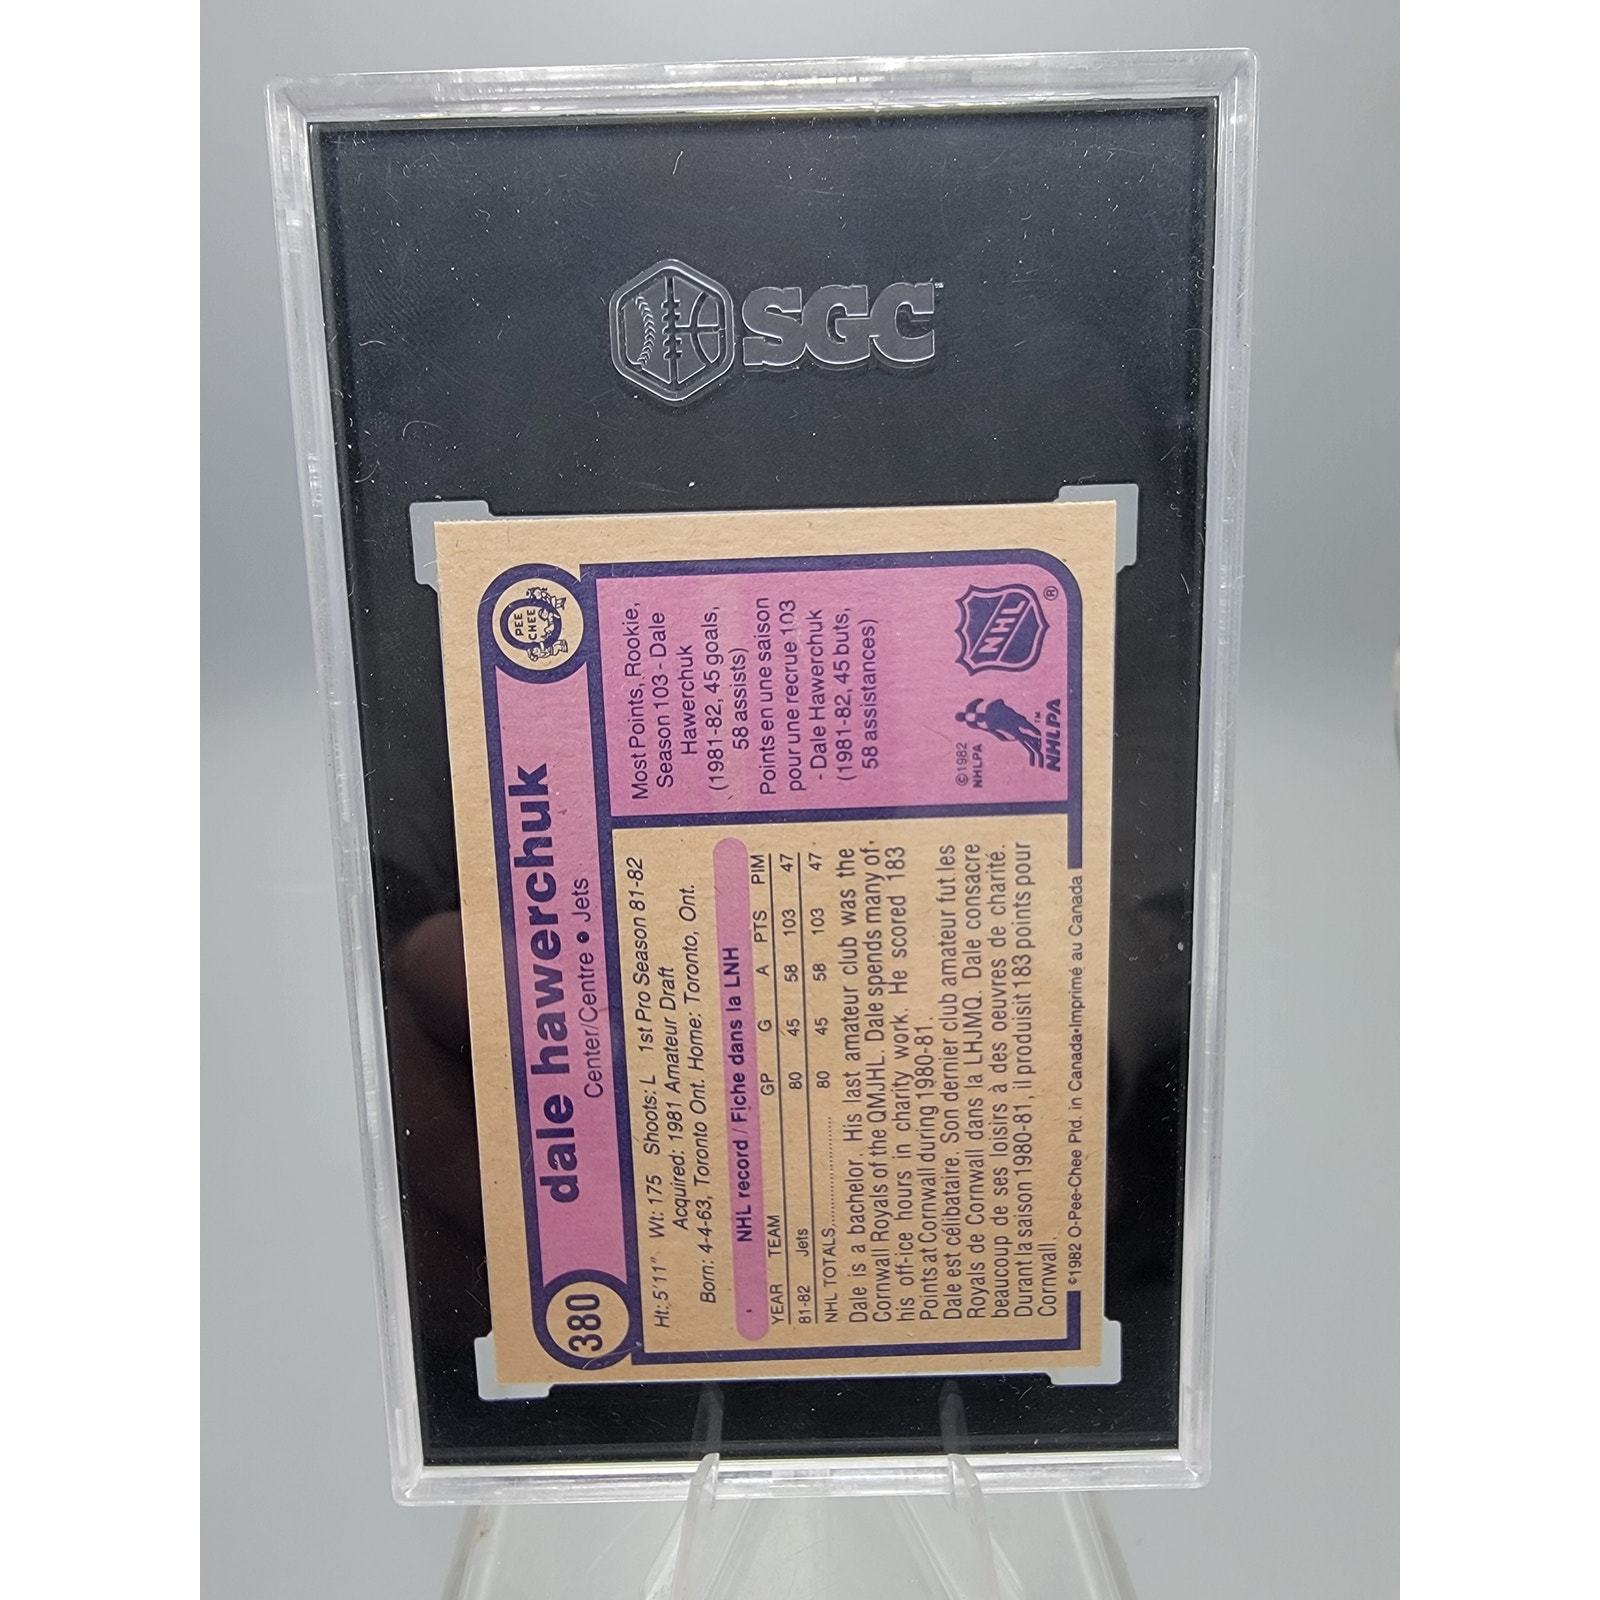 SGC
380
dale hawerchuk
Center/Centre • Jets
O
PEE
CHEE
Ht: 5'11" Wt: 175 Shoots: L 1st Pro Season 81-82
Acquired: 1981 Amateur Draft
Born: 4-4-63, Toronto Ont. Home: Toronto, Ont.
NHL record / Fiche dans la LNH
YEAR TEAM GP G A PTS PIM
81-82 Jets 80 45 58 103 47
NHL TOTALS 80 45 58 103 47
Dale is a bachelor. His last amateur club was the
Cornwall Royals of the QMJHL. Dale spends many of
his off-ice hours in charity work. He scored 183
Points at Cornwall during 1980-81.
Dale est célibataire. Son dernier club amateur fut les
Royals de Cornwall dans la LHJMQ. Dale consacre
beaucoup de ses loisirs à des oeuvres de charité.
Durant la saison 1980-81, il produisit 183 points pour
Cornwall.
©1982 O-Pee-Chee Ptd. in Canada•Imprimé au Canada
Most Points, Rookie,
Season 103 - Dale
Hawerchuk
(1981-82, 45 goals,
58 assists)
Points en une saison
pour une recrue 103
- Dale Hawerchuk
(1981-82, 45 buts,
58 assistances)
©1982
NHLPA
NHLPA™
NHL®